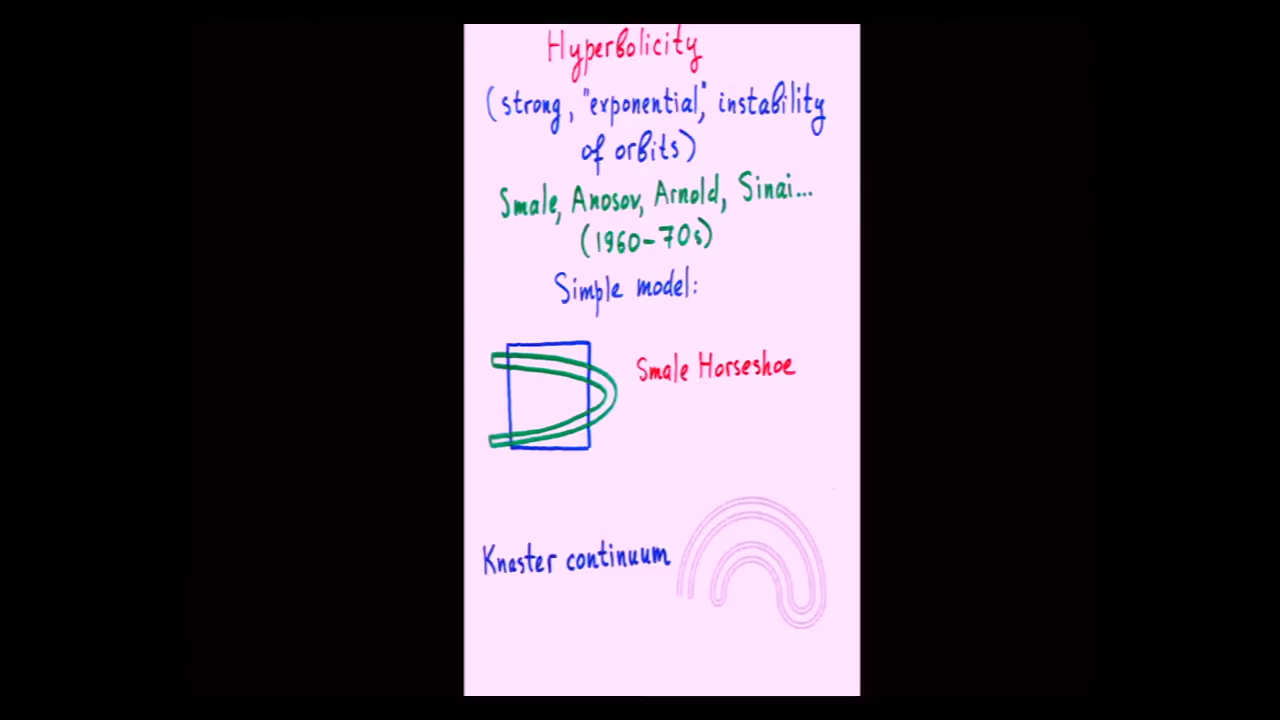 Hyperbolicity
(strong, "exponential," instability
of orbits)
Smale, Anosov, Arnold, Sinai...
(1960-70s)
Simple model:
Smale Horseshoe
Knaster continuum